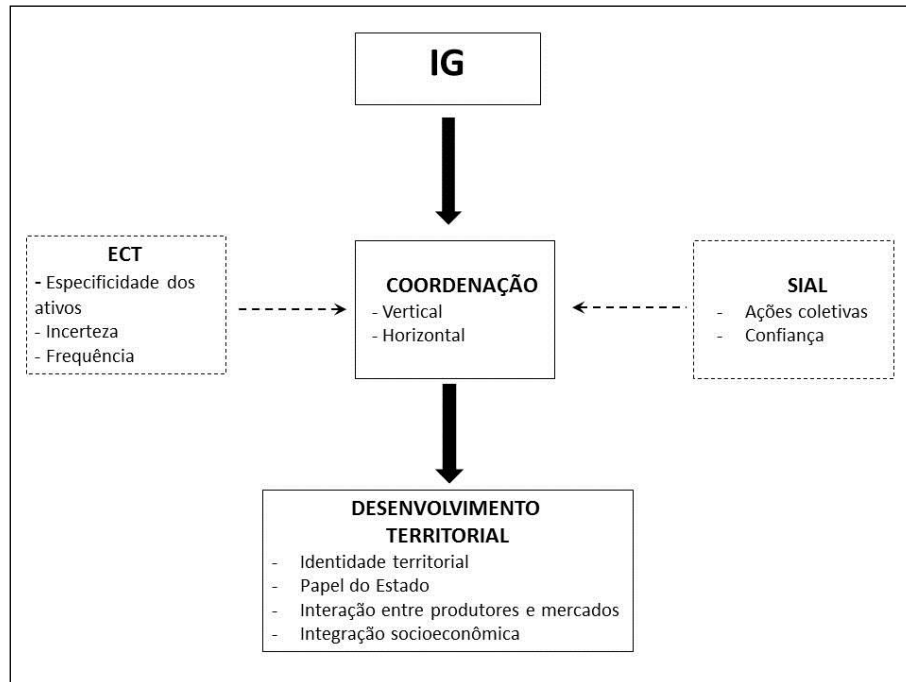 IG
ECT
- Especificidade dos
ativos
- Incerteza
- Frequência
COORDENAÇÃO
- Vertical
- Horizontal
SIAL
- Ações coletivas
- Confiança
DESENVOLVIMENTO
TERRITORIAL
- Identidade territorial
- Papel do Estado
- Interação entre produtores e mercados
- Integração socioeconômica